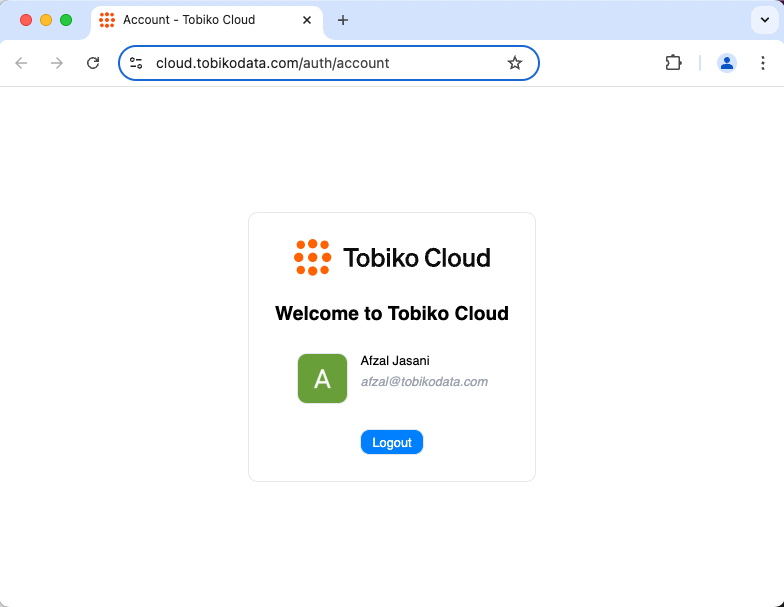 Account - Tobiko Cloud
cloud.tobikodata.com/auth/account
Tobiko Cloud
Welcome to Tobiko Cloud
A
Afzal Jasani
afzal@tobikodata.com
Logout